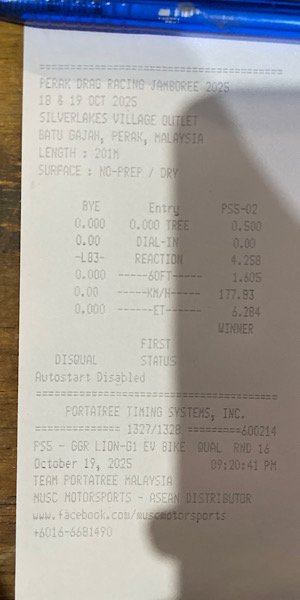 ========================================
PERAK DRAG RACING JAMBOREE 2025
18 & 19 OCT 2025
SILVERLAKES VILLAGE OUTLET
BATU GAJAH, PERAK, MALAYSIA
LENGTH : 201M
SURFACE : NO-PREP / DRY
BYE Entry PS5-02
0.000 0.000 TREE 0.500
0.00 DIAL-IN 0.00
-L83- REACTION 4.258
0.000 -----60FT----- 1.605
0.00 -----KM/H----- 177.83
0.000 ------ET------ 6.284
WINNER
FIRST
DISQUAL STATUS
Autostart Disabled
========================================
PORTATREE TIMING SYSTEMS, INC.
============== 1327/1328 =========600214
PS5 - GGR LION-G1 EV BIKE QUAL RND 16
October 19, 2025 09:20:41 PM
TEAM PORTATREE MALAYSIA
MUSC MOTORSPORTS - ASEAN DISTRIBUTOR
www.facebook.com/muscmotorsports
+6016-6681490